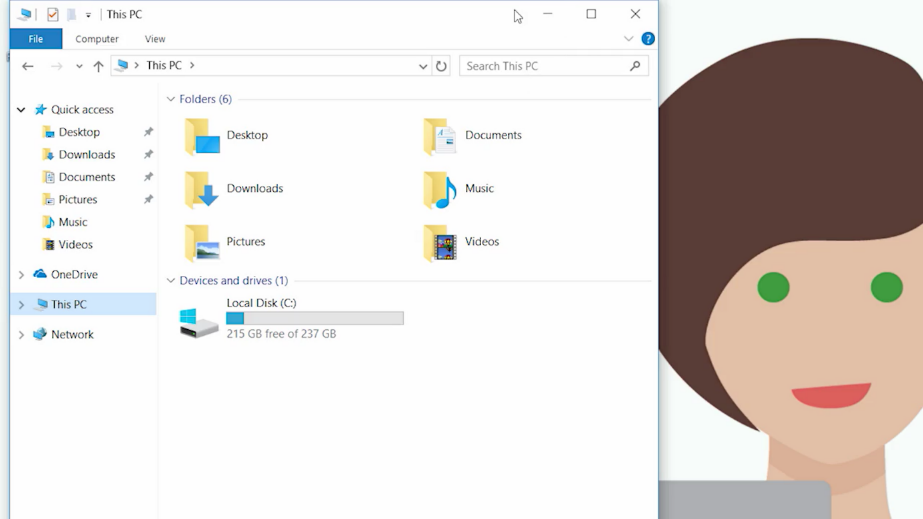 This PC
File Computer View
This PC
Search This PC
Quick access
Desktop
Downloads
Documents
Pictures
Music
Videos
OneDrive
This PC
Network
Folders (6)
Desktop
Documents
Downloads
Music
Pictures
Videos
Devices and drives (1)
Local Disk (C:)
215 GB free of 237 GB